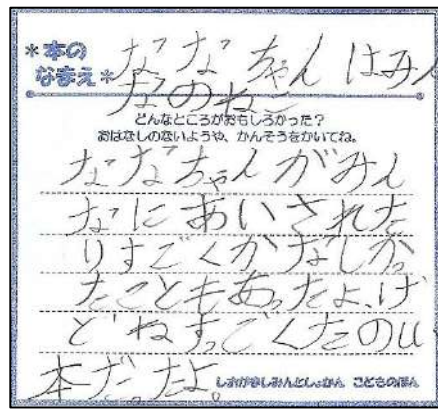 *本の
なまえ*
ななちゃんはみん
なのねこ
どんなところがおもしろかった?
おはなしのないようや、かんそうをかいてね。
ななちゃんがみん
なにあいされた
りすごくかなしかっ
たこともあったよ、げ
どねすっごくたのし
本だったよ。
しおがましみんとしょかん こどものほん